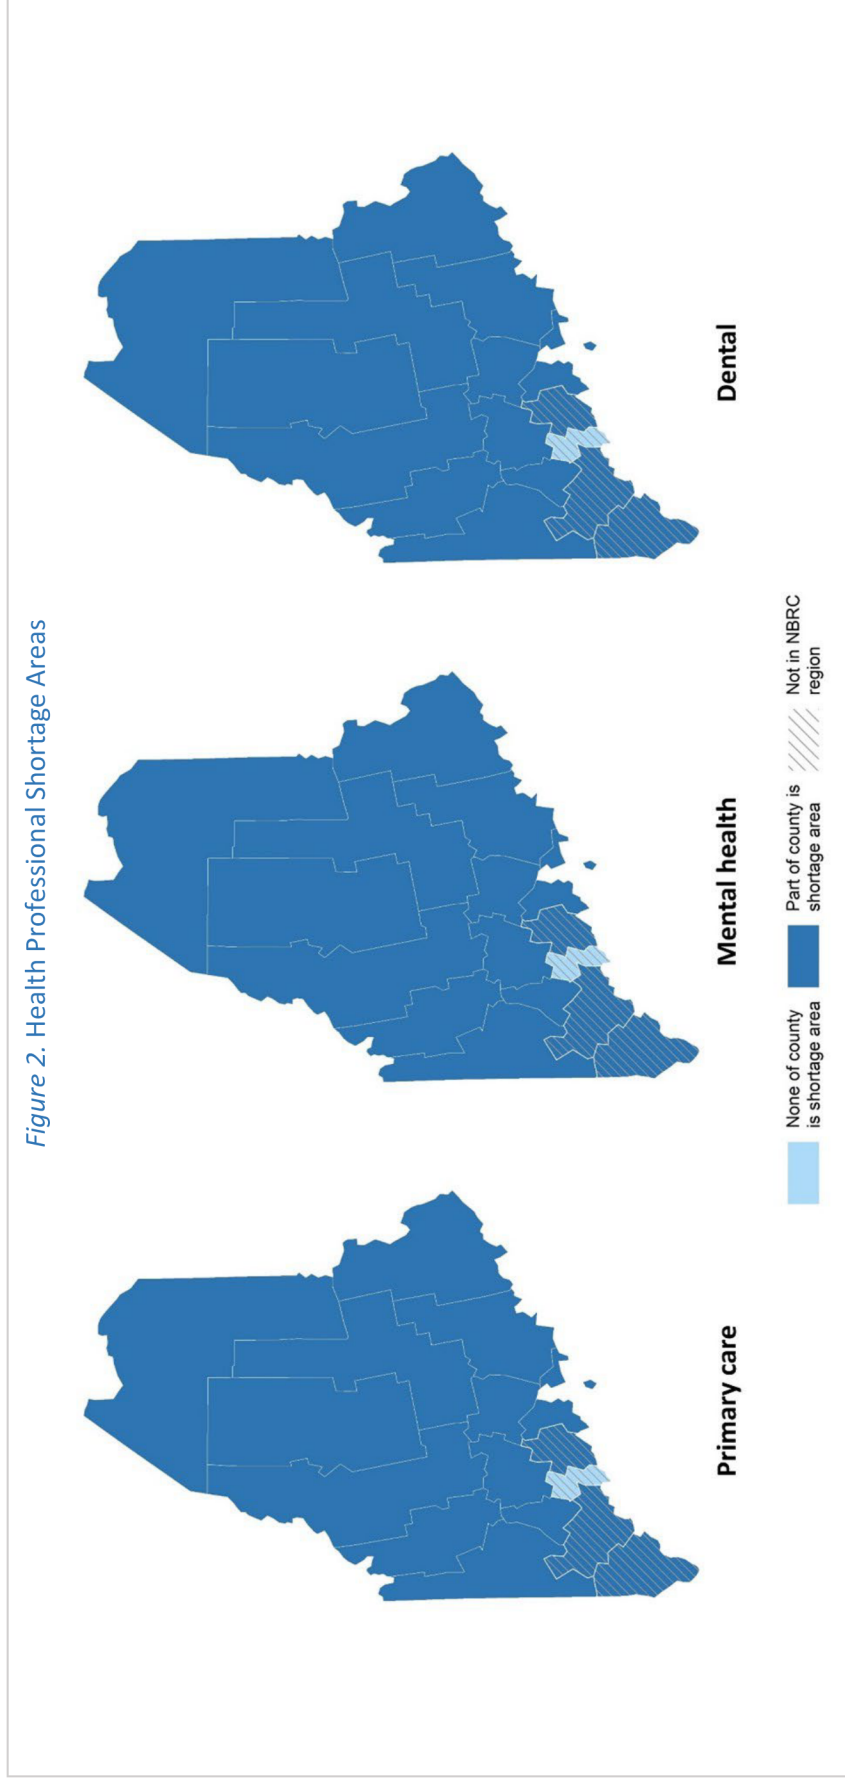 Figure 2. Health Professional Shortage Areas
Primary care
Mental health
Dental
None of county
is shortage area
Part of county is
shortage area
Not in NBRC
region